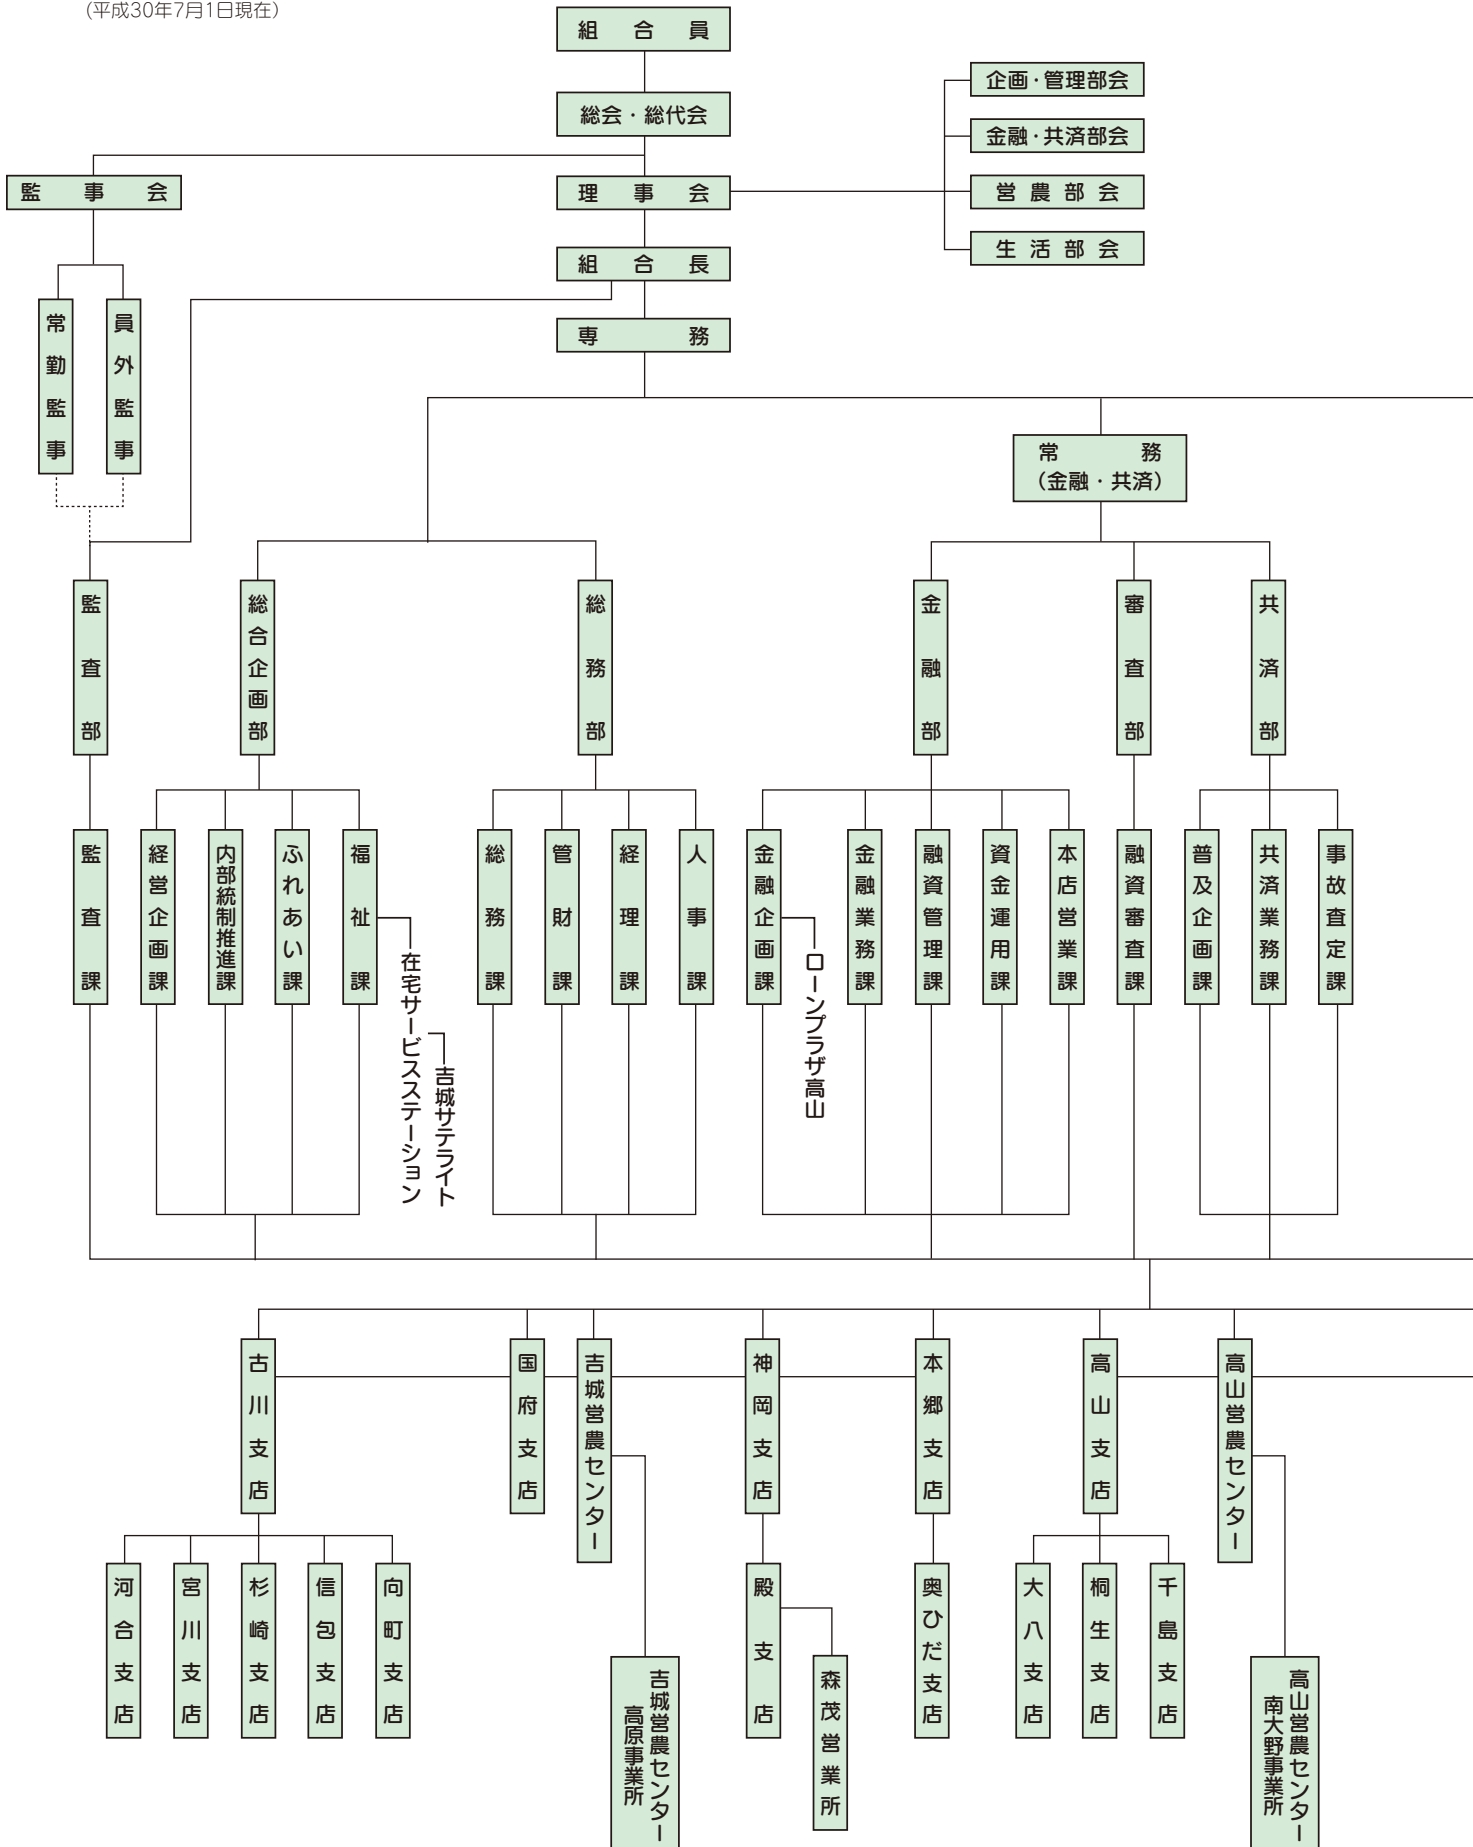 (平成30年7月1日現在)
組合員
総会・総代会
企画・管理部会
金融・共済部会
営農部会
生活部会
監事会
理事会
組合長
専務
常勤監事
員外監事
常務
(金融・共済)
監査部
総合企画部
総務部
金融部
審査部
共済部
監査課
経営企画課
内部統制推進課
ふれあい課
福祉課
在宅サービスステーション
吉城サテライト
総務課
管財課
経理課
人事課
金融企画課
ローンプラザ高山
金融業務課
融資管理課
資金運用課
本店営業課
融資審査課
普及企画課
共済業務課
事故査定課
古川支店
国府支店
吉城営農センター
神岡支店
本郷支店
高山支店
高山営農センター
河合支店
宮川支店
杉崎支店
信包支店
向町支店
吉城営農センター
高原事業所
殿支店
森茂営業所
奥ひだ支店
大八支店
桐生支店
千島支店
高山営農センター
南大野事業所